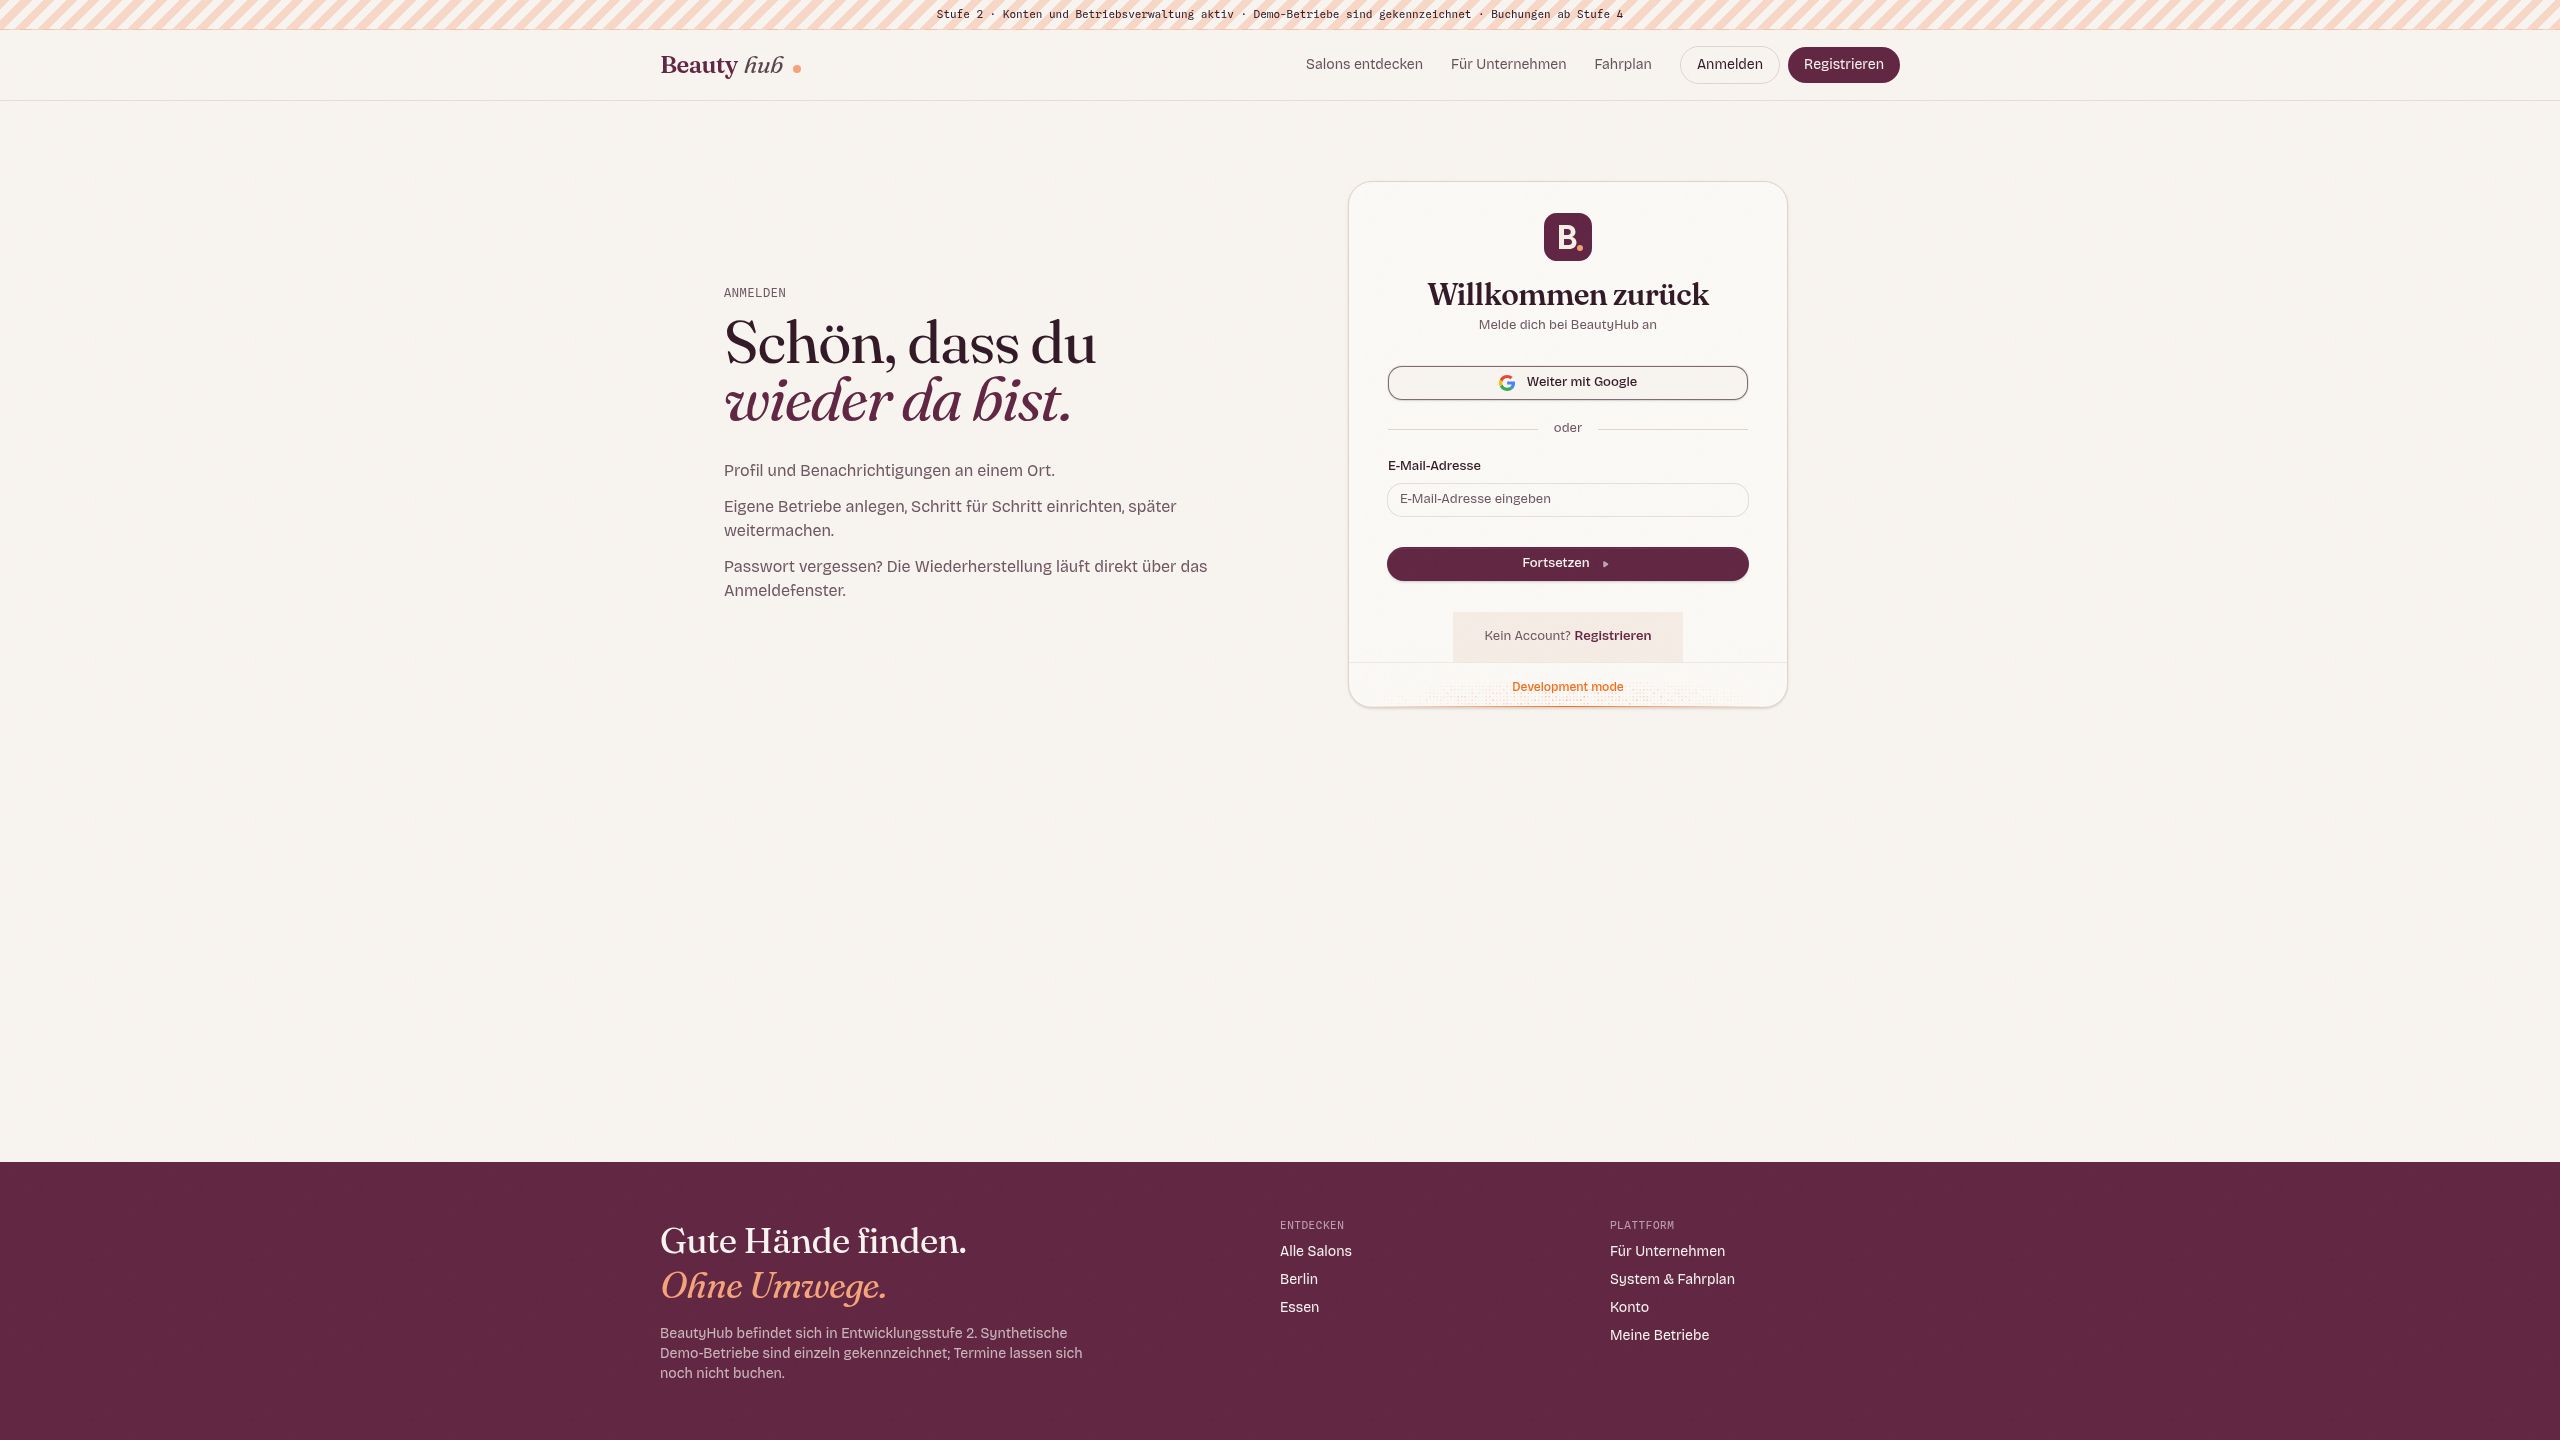 Stufe 2 · Konten und Betriebsverwaltung aktiv · Demo-Betriebe sind gekennzeichnet · Buchungen ab Stufe 4
Beauty hub
Salons entdecken
Für Unternehmen
Fahrplan
Anmelden
Registrieren
ANMELDEN
Schön, dass du
wieder da bist.
Profil und Benachrichtigungen an einem Ort.
Eigene Betriebe anlegen, Schritt für Schritt einrichten, später
weitermachen.
Passwort vergessen? Die Wiederherstellung läuft direkt über das
Anmeldefenster.
B.
Willkommen zurück
Melde dich bei BeautyHub an
Weiter mit Google
oder
E-Mail-Adresse
E-Mail-Adresse eingeben
Fortsetzen
Kein Account? Registrieren
Development mode
Gute Hände finden.
Ohne Umwege.
BeautyHub befindet sich in Entwicklungsstufe 2. Synthetische
Demo-Betriebe sind einzeln gekennzeichnet; Termine lassen sich
noch nicht buchen.
ENTDECKEN
Alle Salons
Berlin
Essen
PLATTFORM
Für Unternehmen
System & Fahrplan
Konto
Meine Betriebe